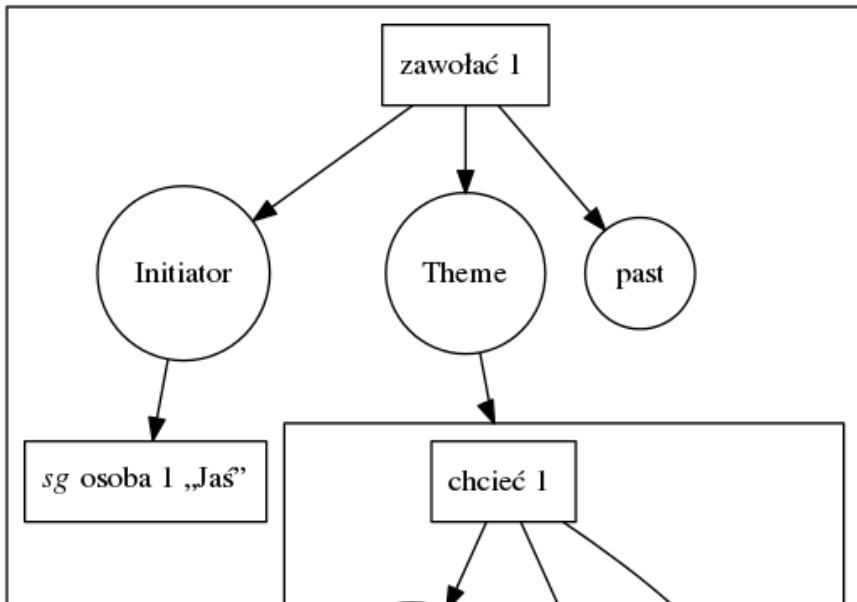 zawołać 1
Initiator
Theme
past
sg osoba 1 „Jaś”
chcieć 1